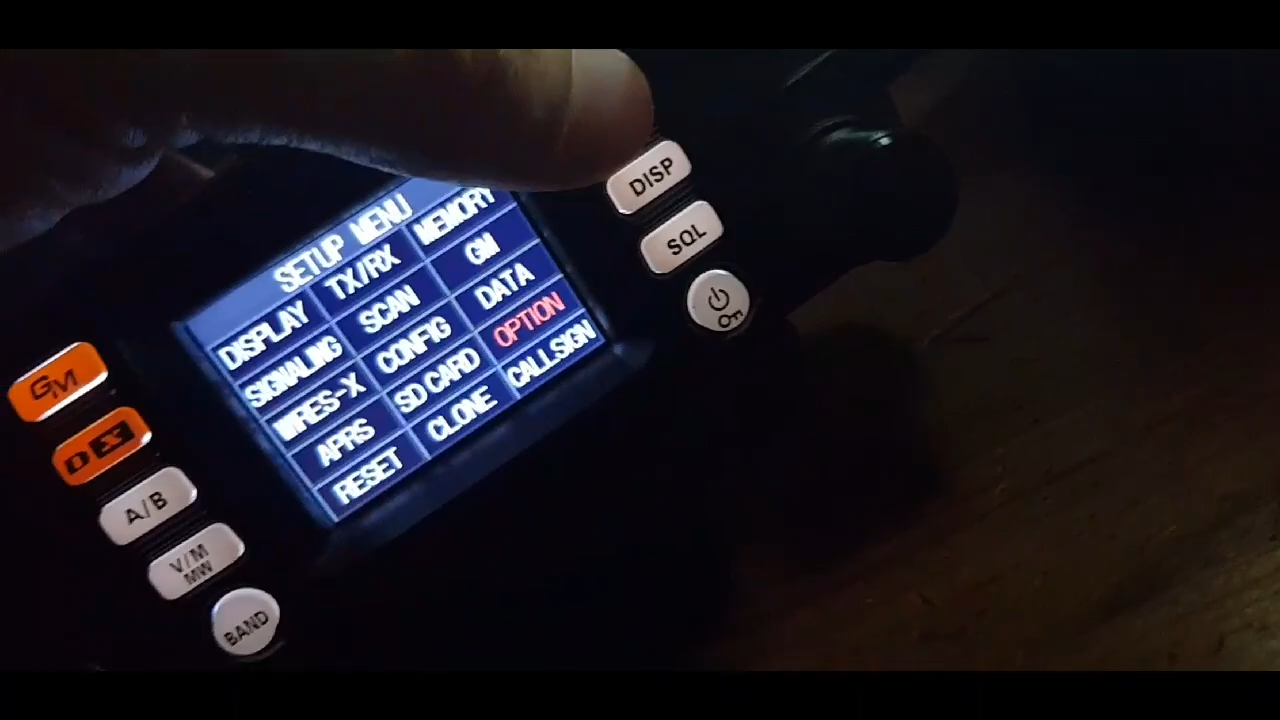 SETUP MENU
DISPLAY TX/RX MEMORY
SIGNALING SCAN GM
WIRES-X CONFIG DATA
APRS SD CARD OPTION
RESET CLONE CALLSIGN
DISP
SQL
GM
D X
A/B
V/M
MW
BAND